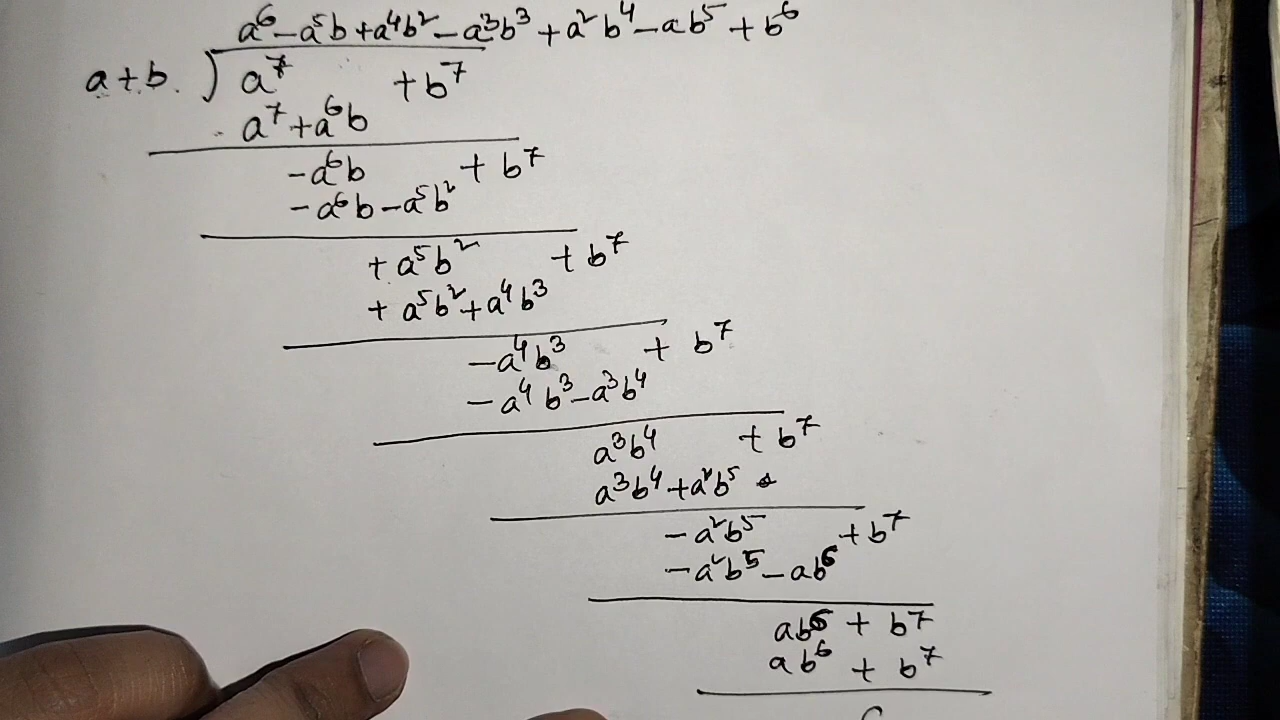 a⁶-a⁵b+a⁴b²-a³b³+a²b⁴-ab⁵+b⁶
a+b ) a⁷ +b⁷
a⁷+a⁶b
-a⁶b + b⁷
-a⁶b-a⁵b²
+a⁵b² +b⁷
+a⁵b²+a⁴b³
-a⁴b³ + b⁷
-a⁴b³-a³b⁴
a³b⁴ +b⁷
a³b⁴+a²b⁵
-a²b⁵ +b⁷
-a²b⁵-ab⁶
ab⁶ + b⁷
ab⁶ + b⁷